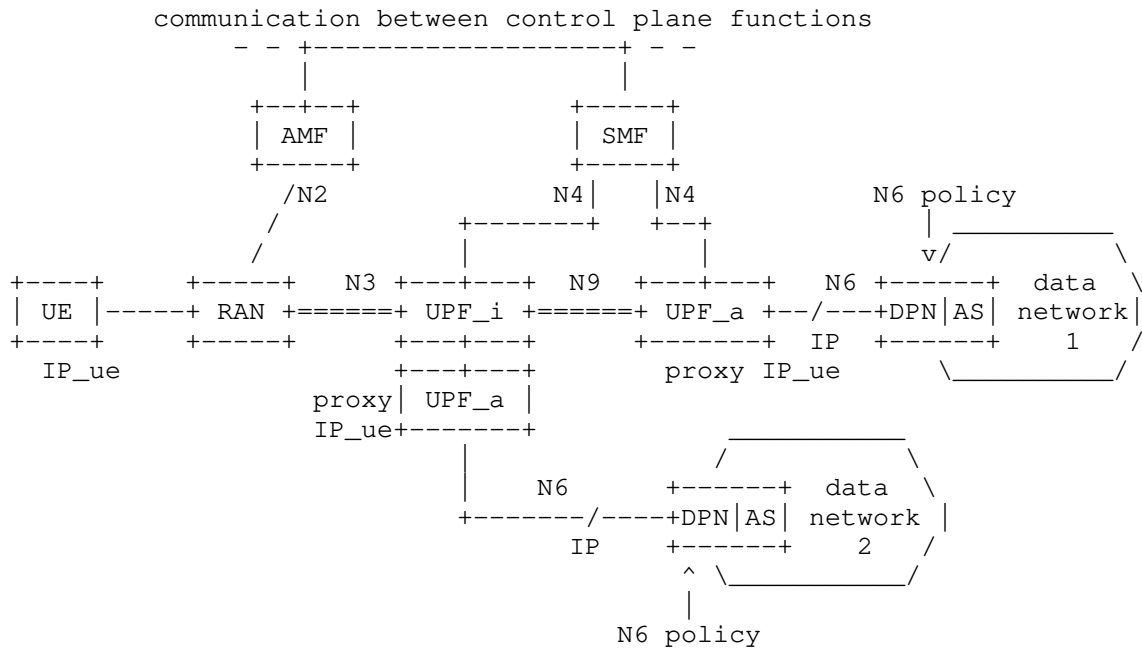 communication between control plane functions
AMF SMF
/N2 N4 N4 N6 policy
N3 N9 N6 data
UE RAN UPF_i UPF_a DPN AS network
IP 1
IP_ue proxy IP_ue
proxy UPF_a
IP_ue
N6 data
DPN AS network
IP 2
N6 policy